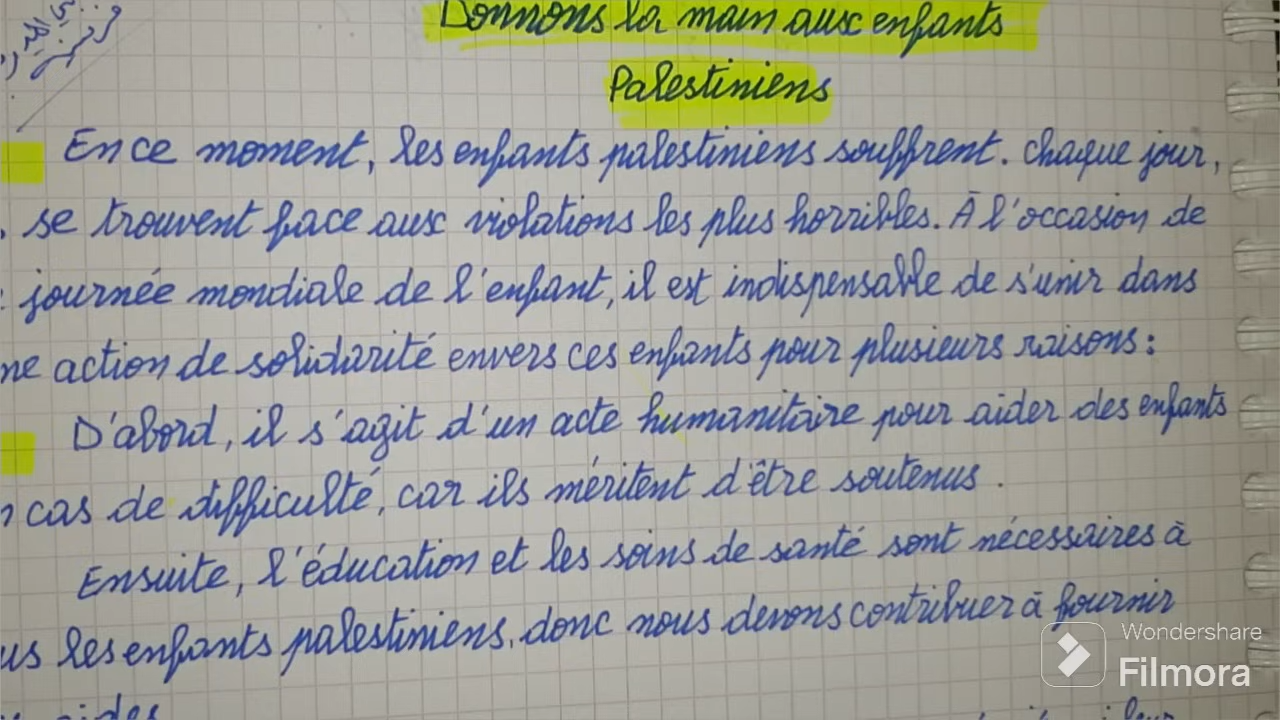 Donnons la main aux enfants
Palestiniens
En ce moment, les enfants palestiniens souffrent. chaque jour,
se trouvent face aux violations les plus horribles. À l'occasion de
journée mondiale de l'enfant, il est indispensable de s'unir dans
ne action de solidarité envers ces enfants pour plusieurs raisons :
D'abord, il s'agit d'un acte humanitaire pour aider des enfants
n cas de difficulté, car ils méritent d'être soutenus.
Ensuite, l'éducation et les soins de santé sont nécessaires à
us les enfants palestiniens, donc nous devons contribuer à fournir
aides
Wondershare
Filmora